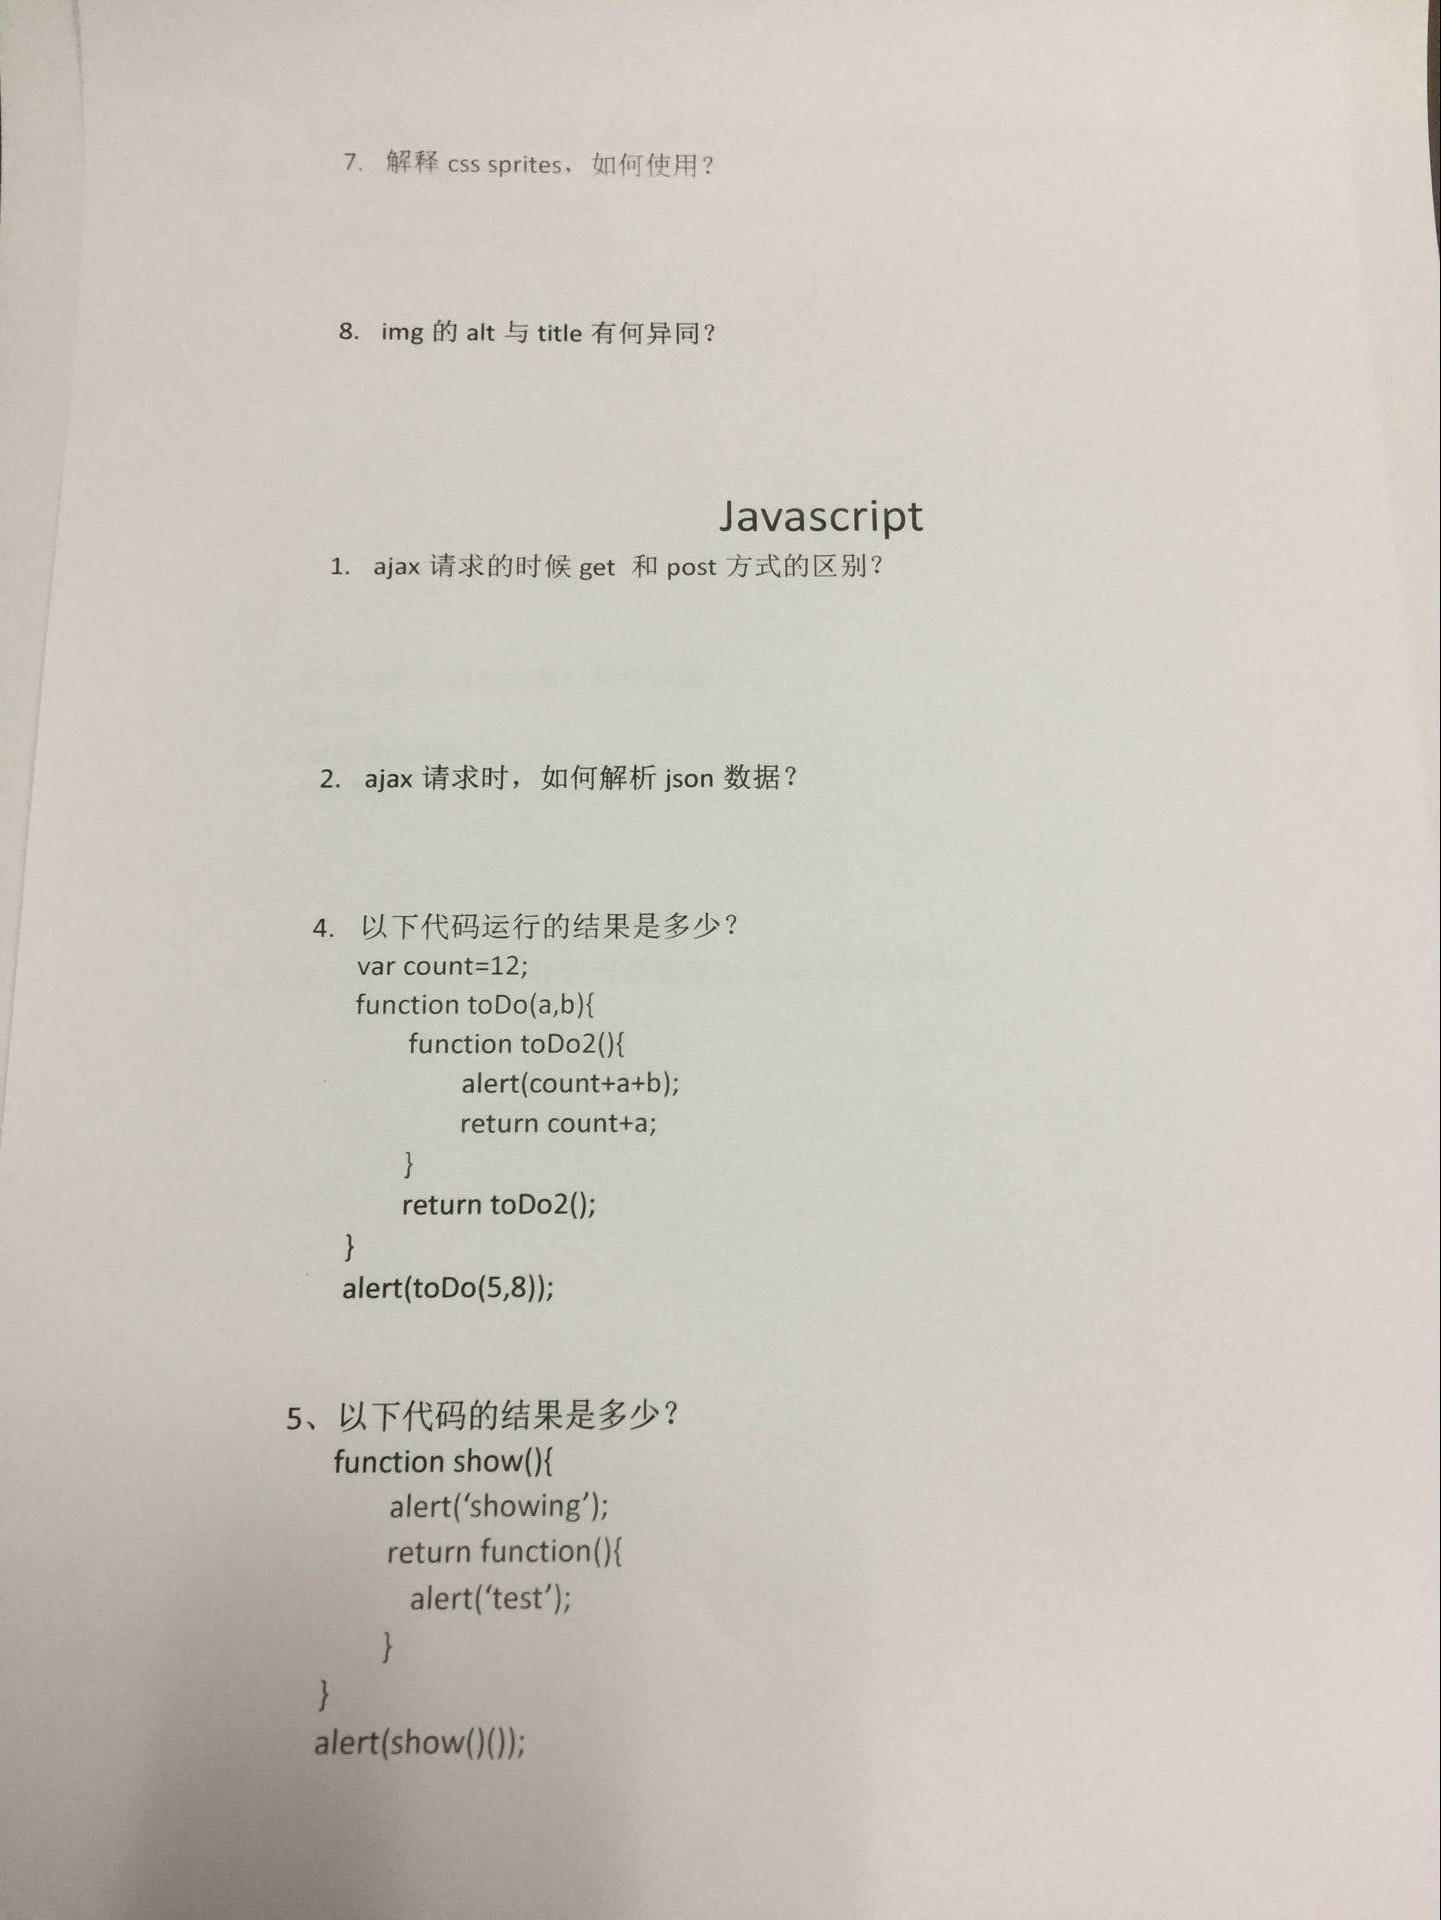 7. 解释 css sprites，如何使用？
8. img 的 alt 与 title 有何异同？
Javascript
1. ajax 请求的时候 get 和 post 方式的区别？
2. ajax 请求时，如何解析 json 数据？
4. 以下代码运行的结果是多少？
var count=12;
function toDo(a,b){
function toDo2(){
alert(count+a+b);
return count+a;
}
return toDo2();
}
alert(toDo(5,8));
5、以下代码的结果是多少？
function show(){
alert(‘showing’);
return function(){
alert(‘test’);
}
}
alert(show()());